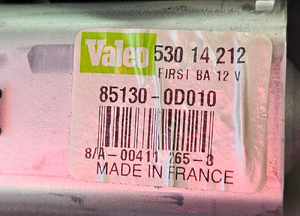 Valeo 530 14 212
FIRST BA 12 V
85130-0D010
MADE IN FRANCE